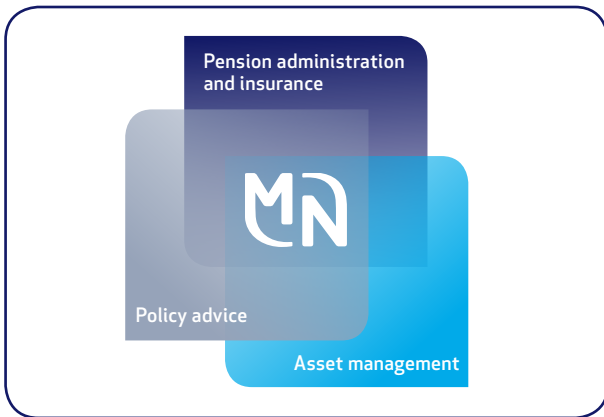 Pension administration
and insurance
MN
Policy advice
Asset management